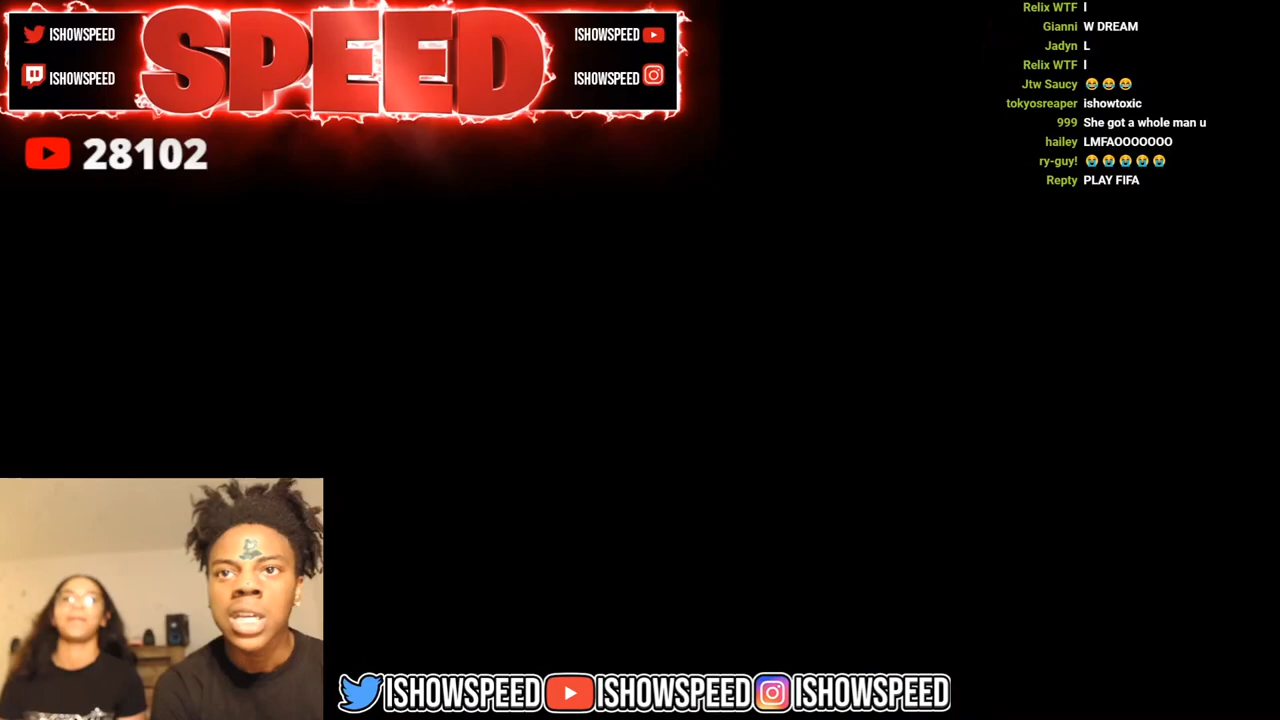 ISHOWSPEED
ISHOWSPEED
SPEED
ISHOWSPEED
ISHOWSPEED
28102
Relix WTF I
Gianni W DREAM
Jadyn L
Relix WTF I
Jtw Saucy 😂 😂 😂
tokyosreaper ishowtoxic
999 She got a whole man u
hailey LMFAOOOOOOO
ry-guy! 😭 😭 😭 😭 😭
Repty PLAY FIFA
ISHOWSPEED ISHOWSPEED ISHOWSPEED